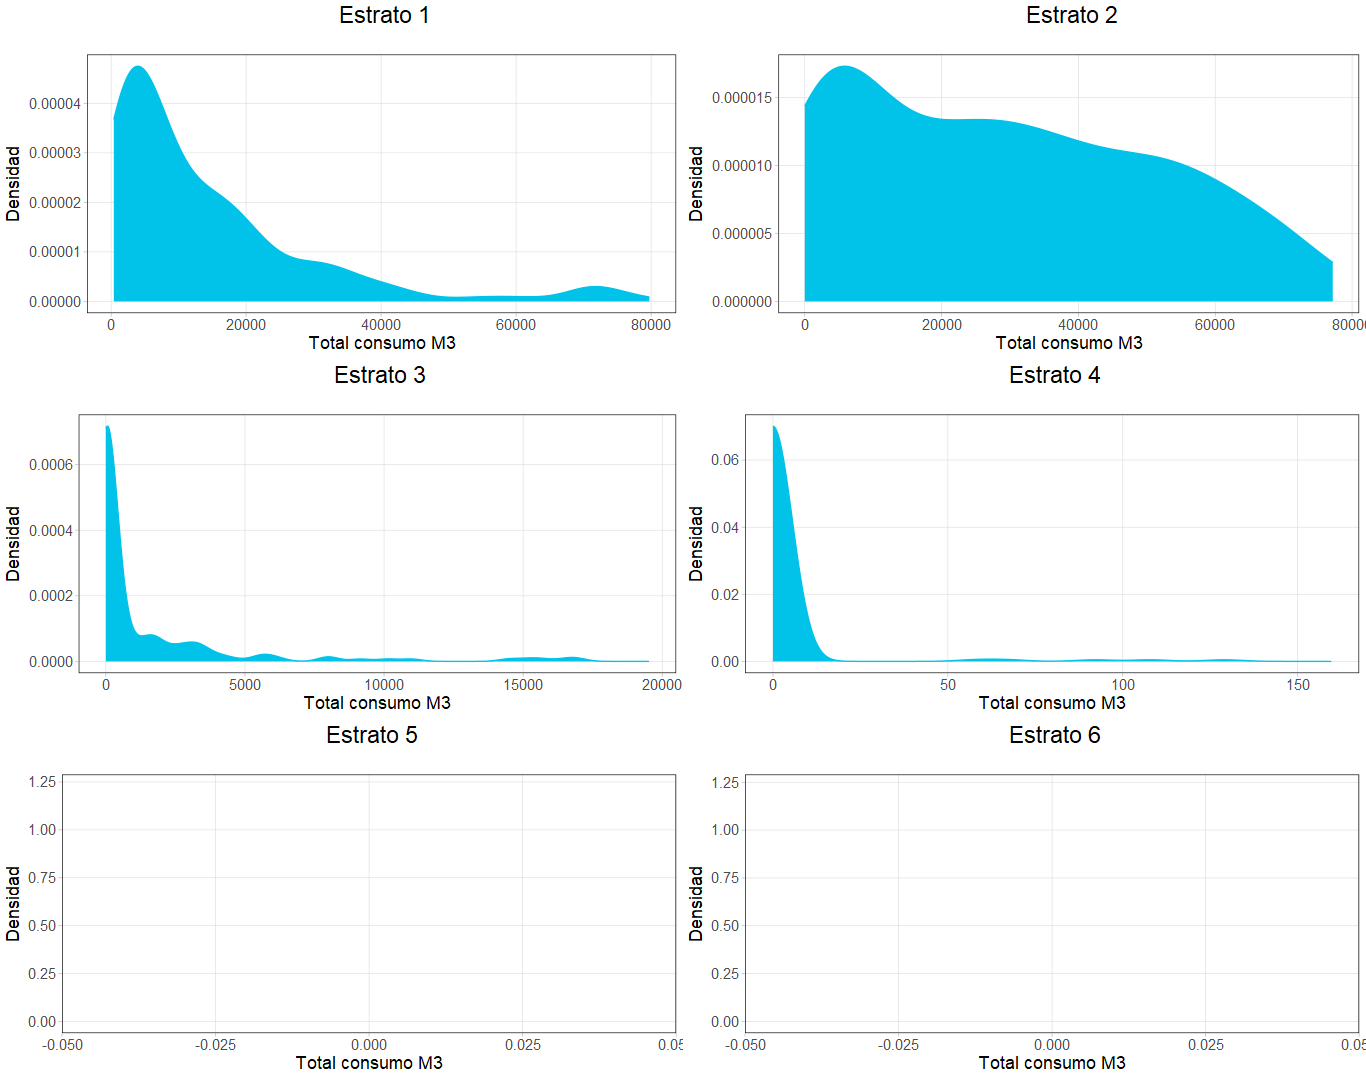 Estrato 1
Densidad
0.00004
0.00003
0.00002
0.00001
0.00000
0 20000 40000 60000 80000
Total consumo M3
Estrato 2
Densidad
0.000015
0.000010
0.000005
0.000000
0 20000 40000 60000 80000
Total consumo M3
Estrato 3
Densidad
0.0006
0.0004
0.0002
0.0000
0 5000 10000 15000 20000
Total consumo M3
Estrato 4
Densidad
0.06
0.04
0.02
0.00
0 50 100 150
Total consumo M3
Estrato 5
Densidad
1.25
1.00
0.75
0.50
0.25
0.00
-0.050 -0.025 0.000 0.025 0.05
Total consumo M3
Estrato 6
Densidad
1.25
1.00
0.75
0.50
0.25
0.00
-0.050 -0.025 0.000 0.025 0.05
Total consumo M3